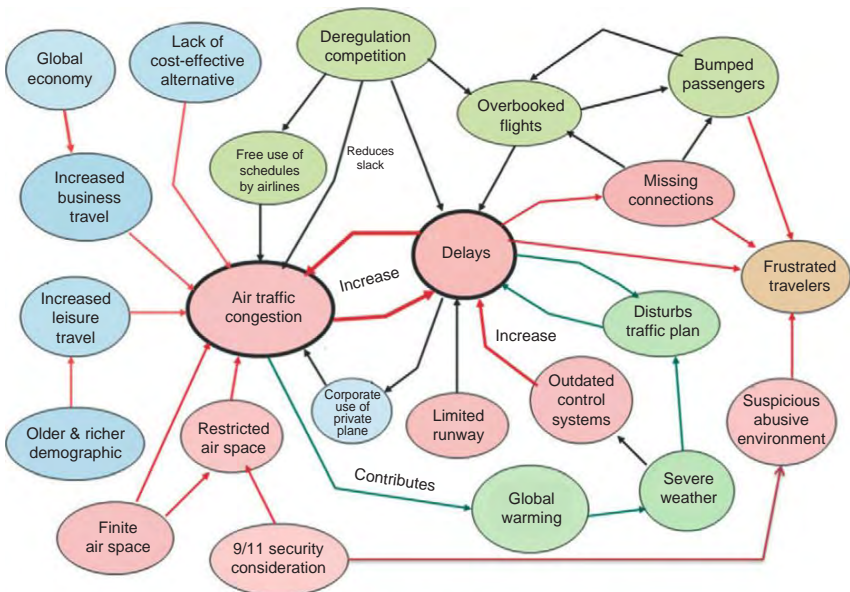 Global
economy
Lack of
cost-effective
alternative
Deregulation
competition
Bumped
passengers
Overbooked
flights
Free use of
schedules
by airlines
Reduces
slack
Increased
business
travel
Missing
connections
Delays
Frustrated
travelers
Increase
Air traffic
congestion
Increased
leisure
travel
Disturbs
traffic plan
Increase
Corporate
use of
private
plane
Limited
runway
Outdated
control
systems
Suspicious
abusive
environment
Older & richer
demographic
Restricted
air space
Contributes
Global
warming
Severe
weather
Finite
air space
9/11 security
consideration